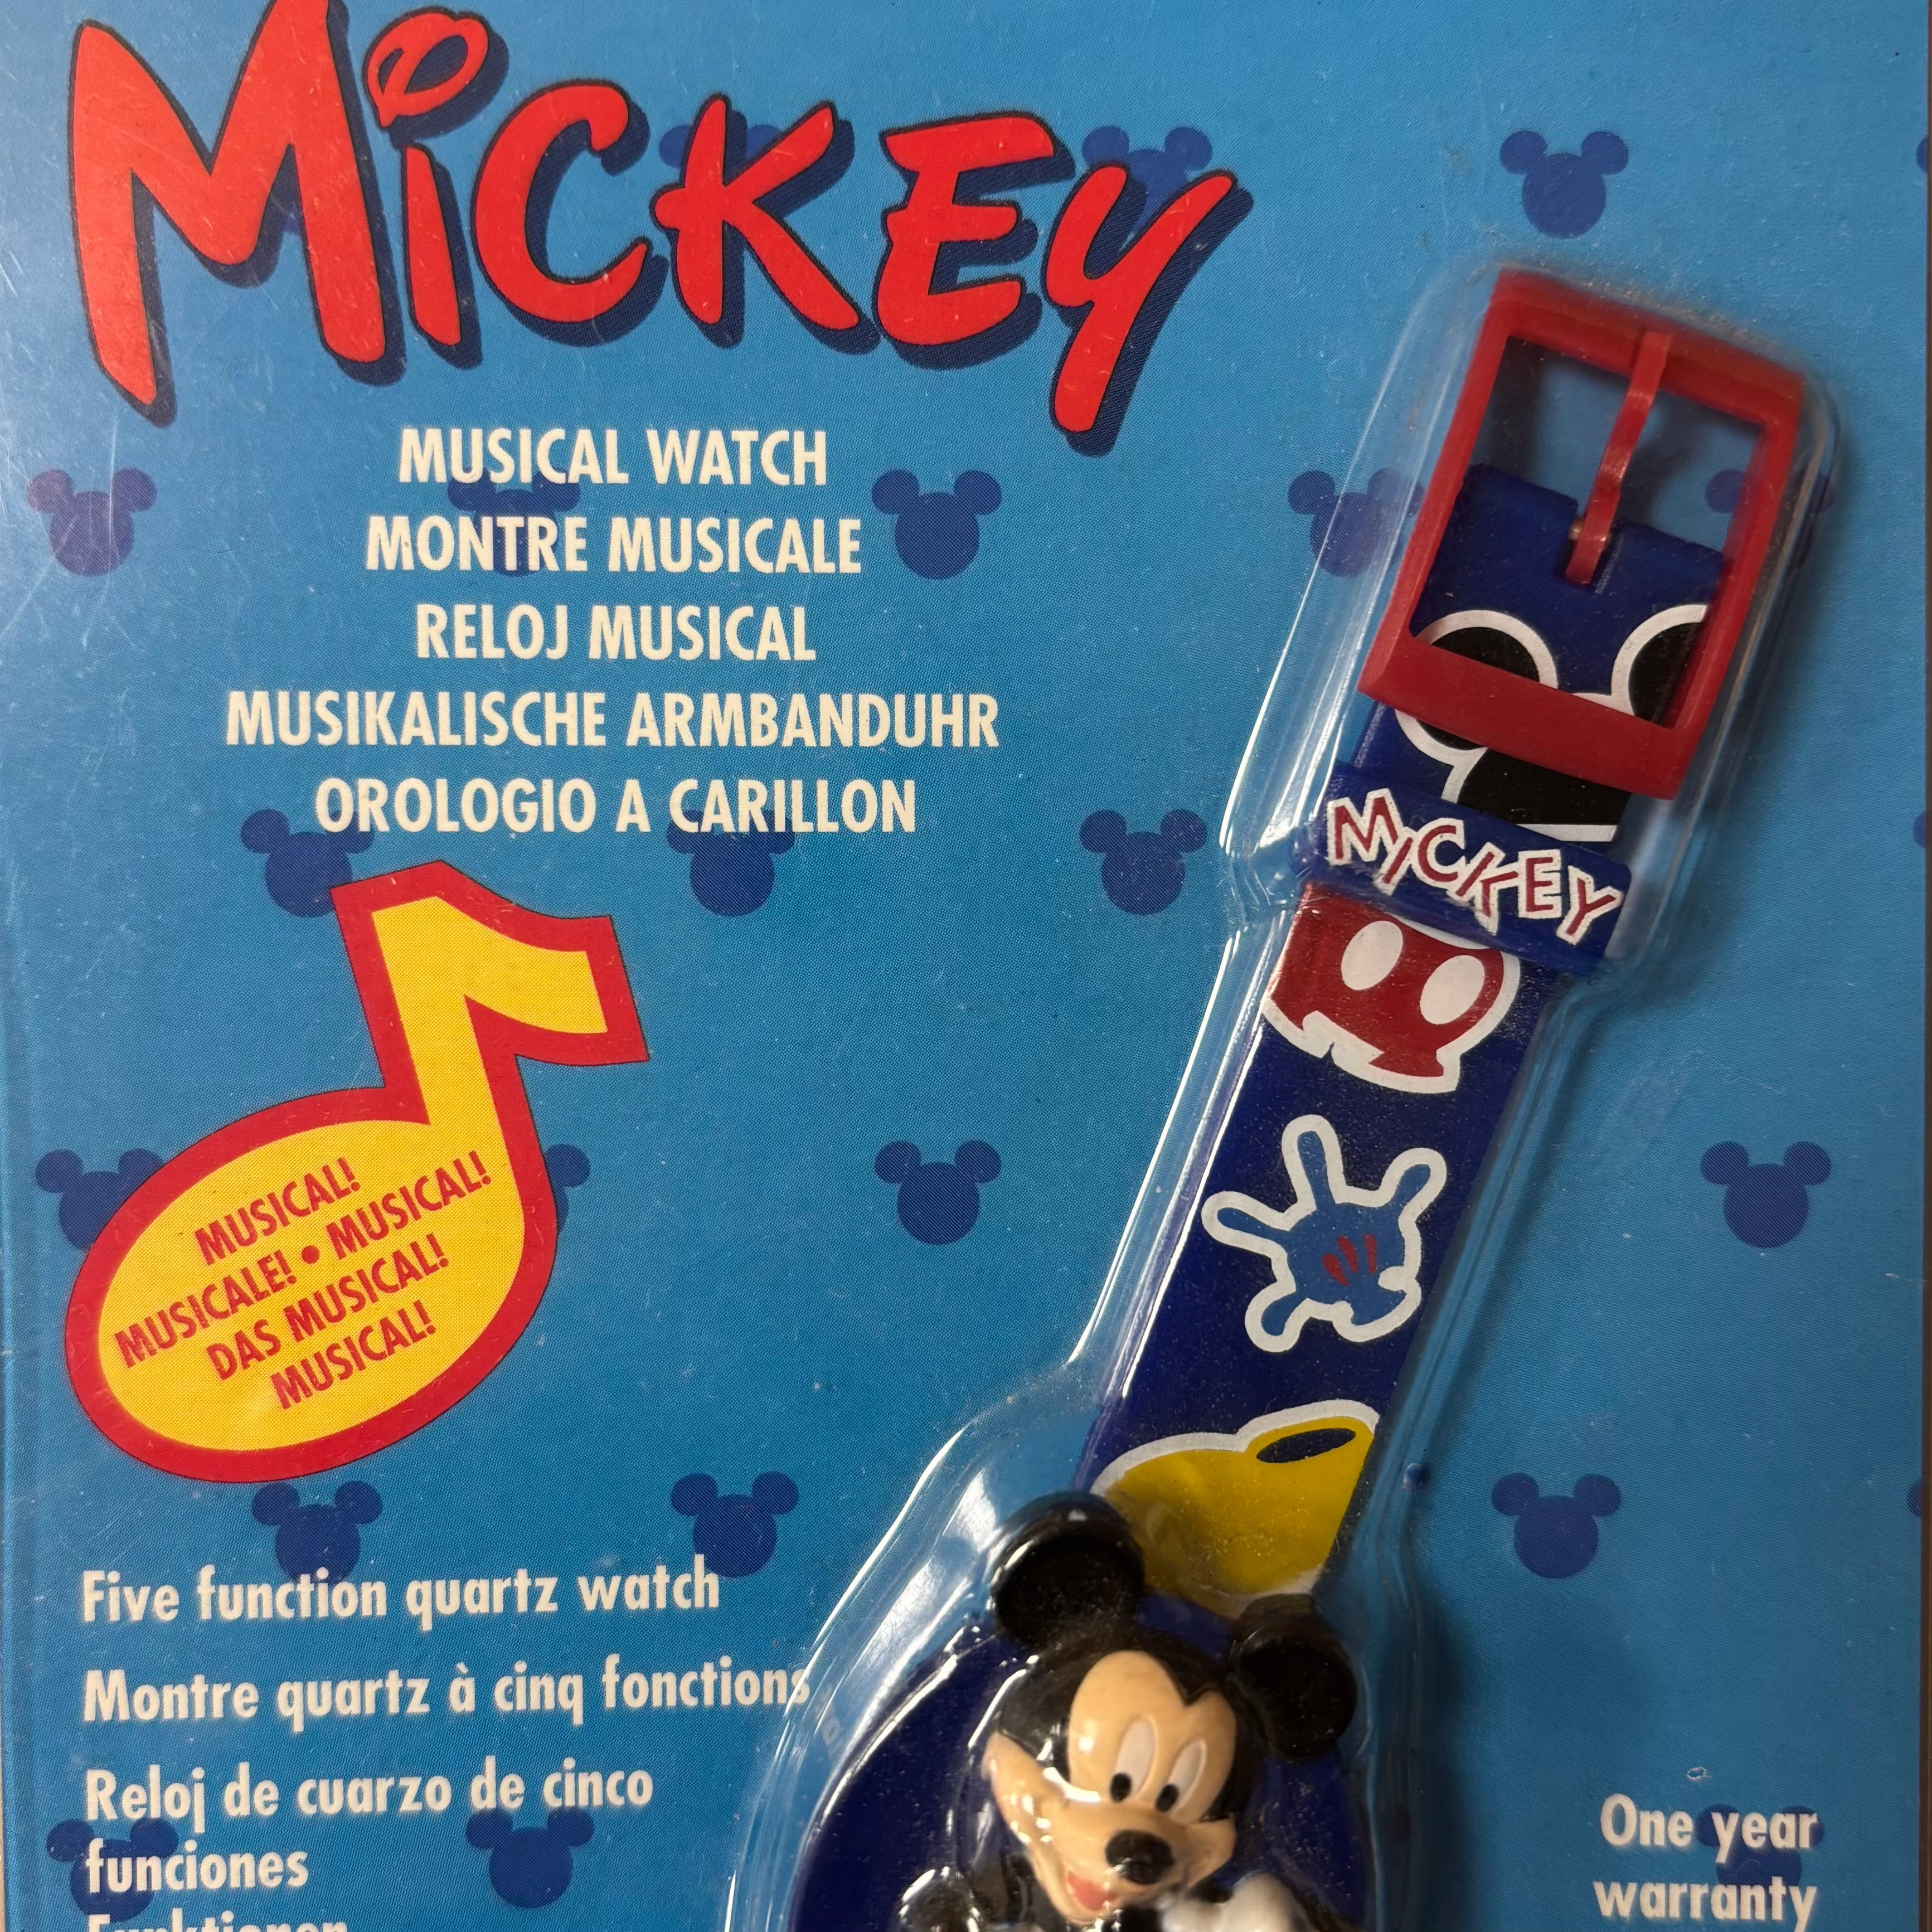 MICKEY
MUSICAL WATCH
MONTRE MUSICALE
RELOJ MUSICAL
MUSIKALISCHE ARMBANDUHR
OROLOGIO A CARILLON
MICKEY
MUSICAL!
MUSICALE! • MUSICAL!
DAS MUSICAL!
MUSICAL!
Five function quartz watch
Montre quartz à cinq fonctions
Reloj de cuarzo de cinco
funciones
Funktionen
One year
warranty